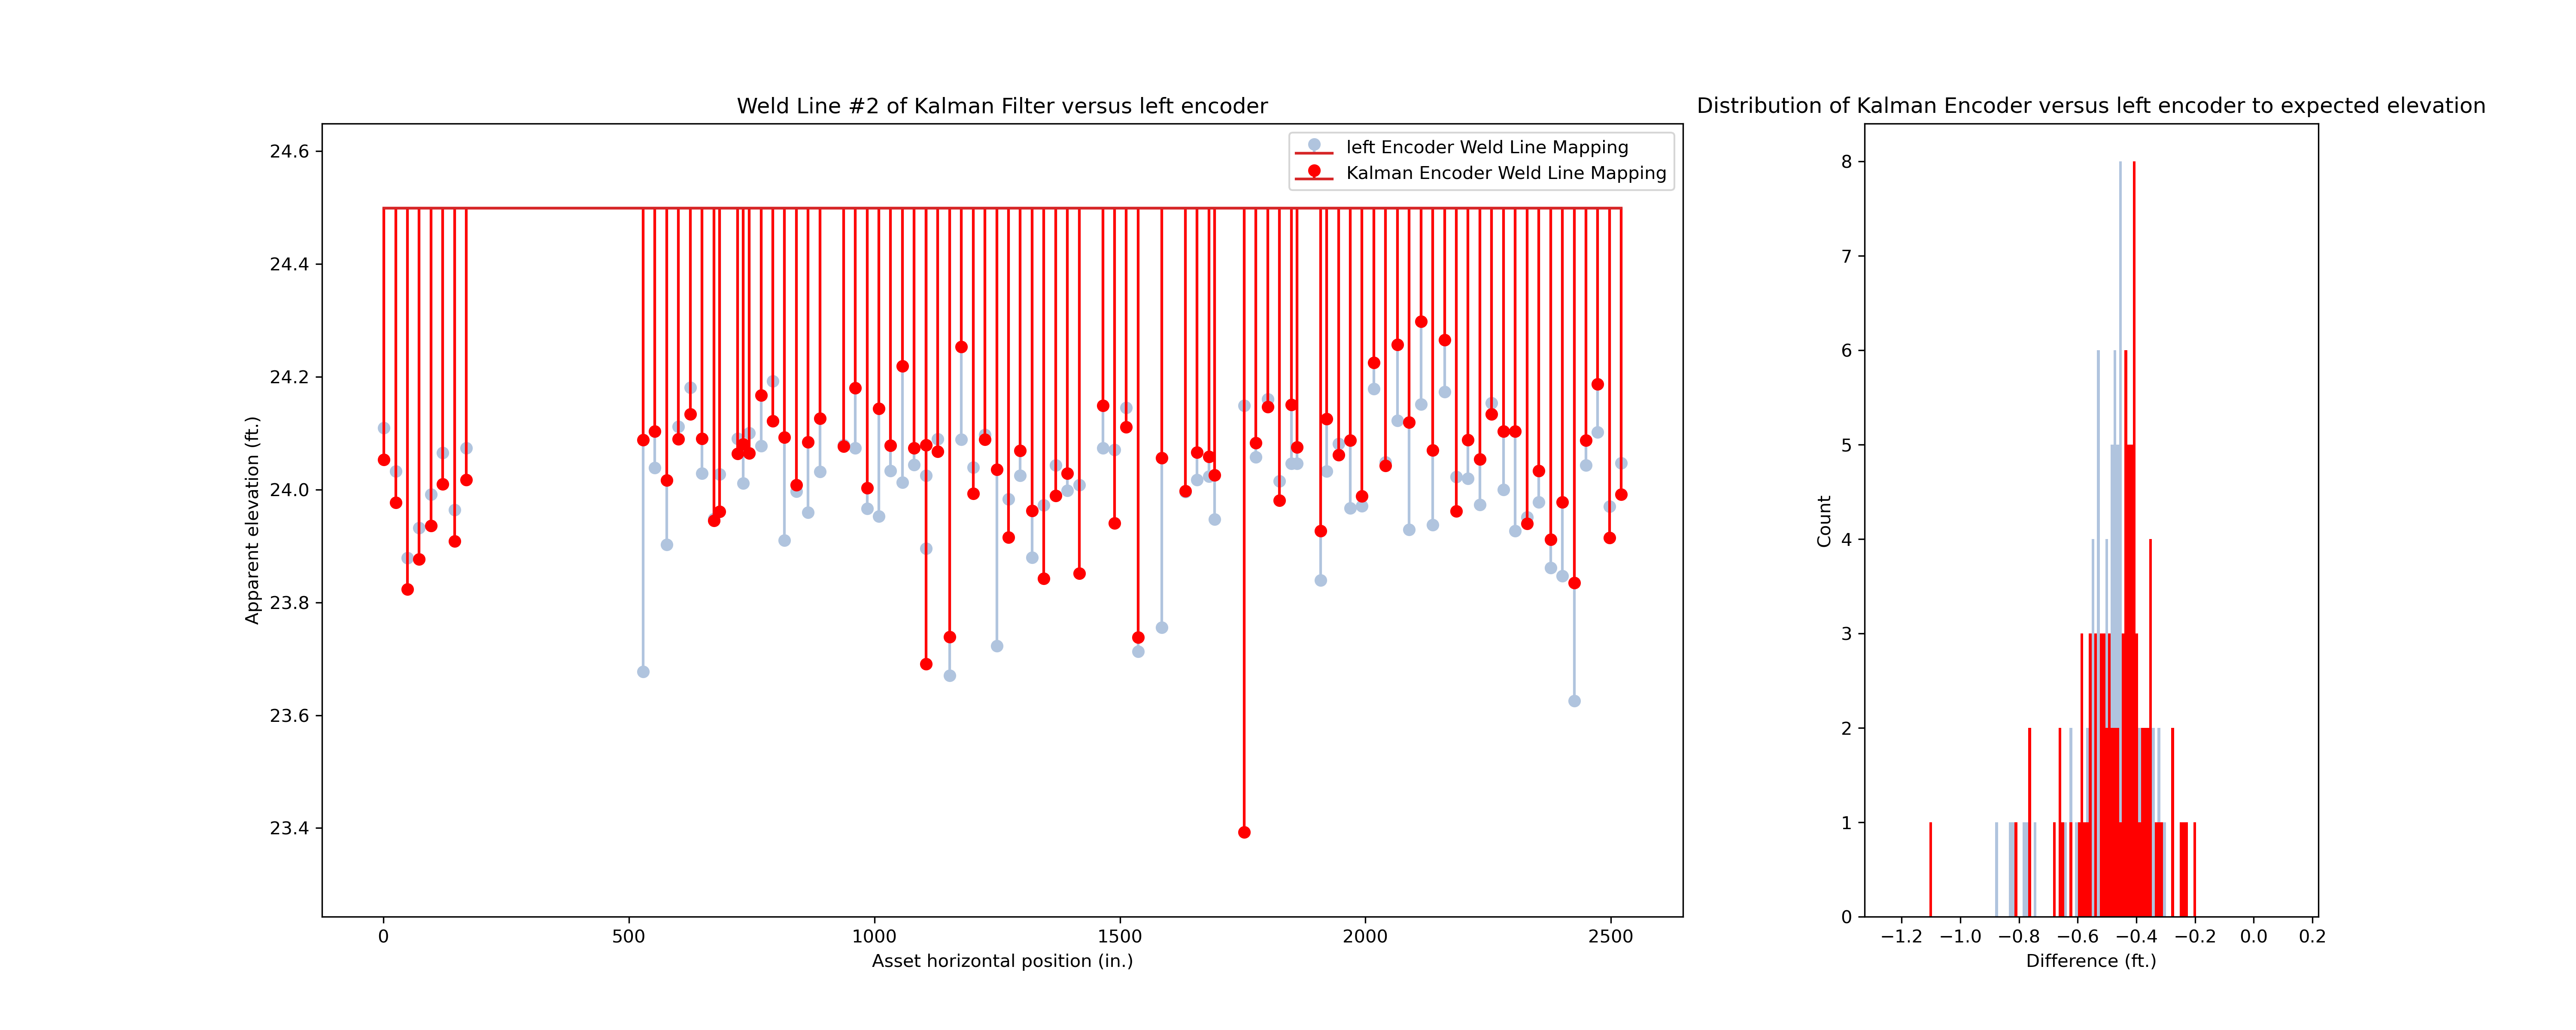 Weld Line #2 of Kalman Filter versus left encoder
left Encoder Weld Line Mapping
Kalman Encoder Weld Line Mapping
Apparent elevation (ft.)
24.6
24.4
24.2
24.0
23.8
23.6
23.4
0 500 1000 1500 2000 2500
Asset horizontal position (in.)
Distribution of Kalman Encoder versus left encoder to expected elevation
Count
8
7
6
5
4
3
2
1
0
−1.2 −1.0 −0.8 −0.6 −0.4 −0.2 0.0 0.2
Difference (ft.)